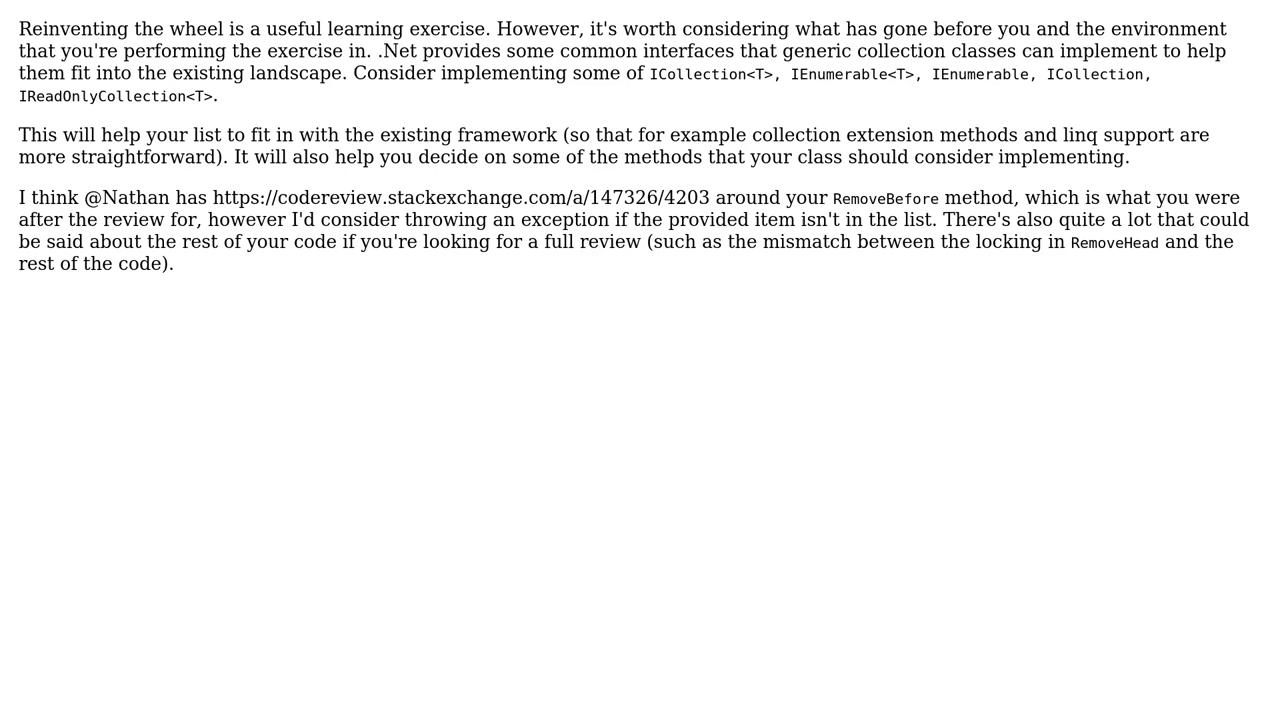 Reinventing the wheel is a useful learning exercise. However, it's worth considering what has gone before you and the environment
that you're performing the exercise in. .Net provides some common interfaces that generic collection classes can implement to help
them fit into the existing landscape. Consider implementing some of ICollection<T>, IEnumerable<T>, IEnumerable, ICollection,
IReadOnlyCollection<T>.
This will help your list to fit in with the existing framework (so that for example collection extension methods and linq support are
more straightforward). It will also help you decide on some of the methods that your class should consider implementing.
I think @Nathan has https://codereview.stackexchange.com/a/147326/4203 around your RemoveBefore method, which is what you were
after the review for, however I'd consider throwing an exception if the provided item isn't in the list. There's also quite a lot that could
be said about the rest of your code if you're looking for a full review (such as the mismatch between the locking in RemoveHead and the
rest of the code).